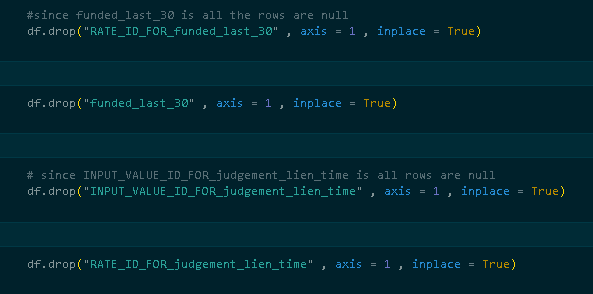 #since funded_last_30 is all the rows are null
df.drop("RATE_ID_FOR_funded_last_30" , axis = 1 , inplace = True)
df.drop("funded_last_30" , axis = 1 , inplace = True)
# since INPUT_VALUE_ID_FOR_judgement_lien_time is all rows are null
df.drop("INPUT_VALUE_ID_FOR_judgement_lien_time" , axis = 1 , inplace = True)
df.drop("RATE_ID_FOR_judgement_lien_time" , axis = 1 , inplace = True)